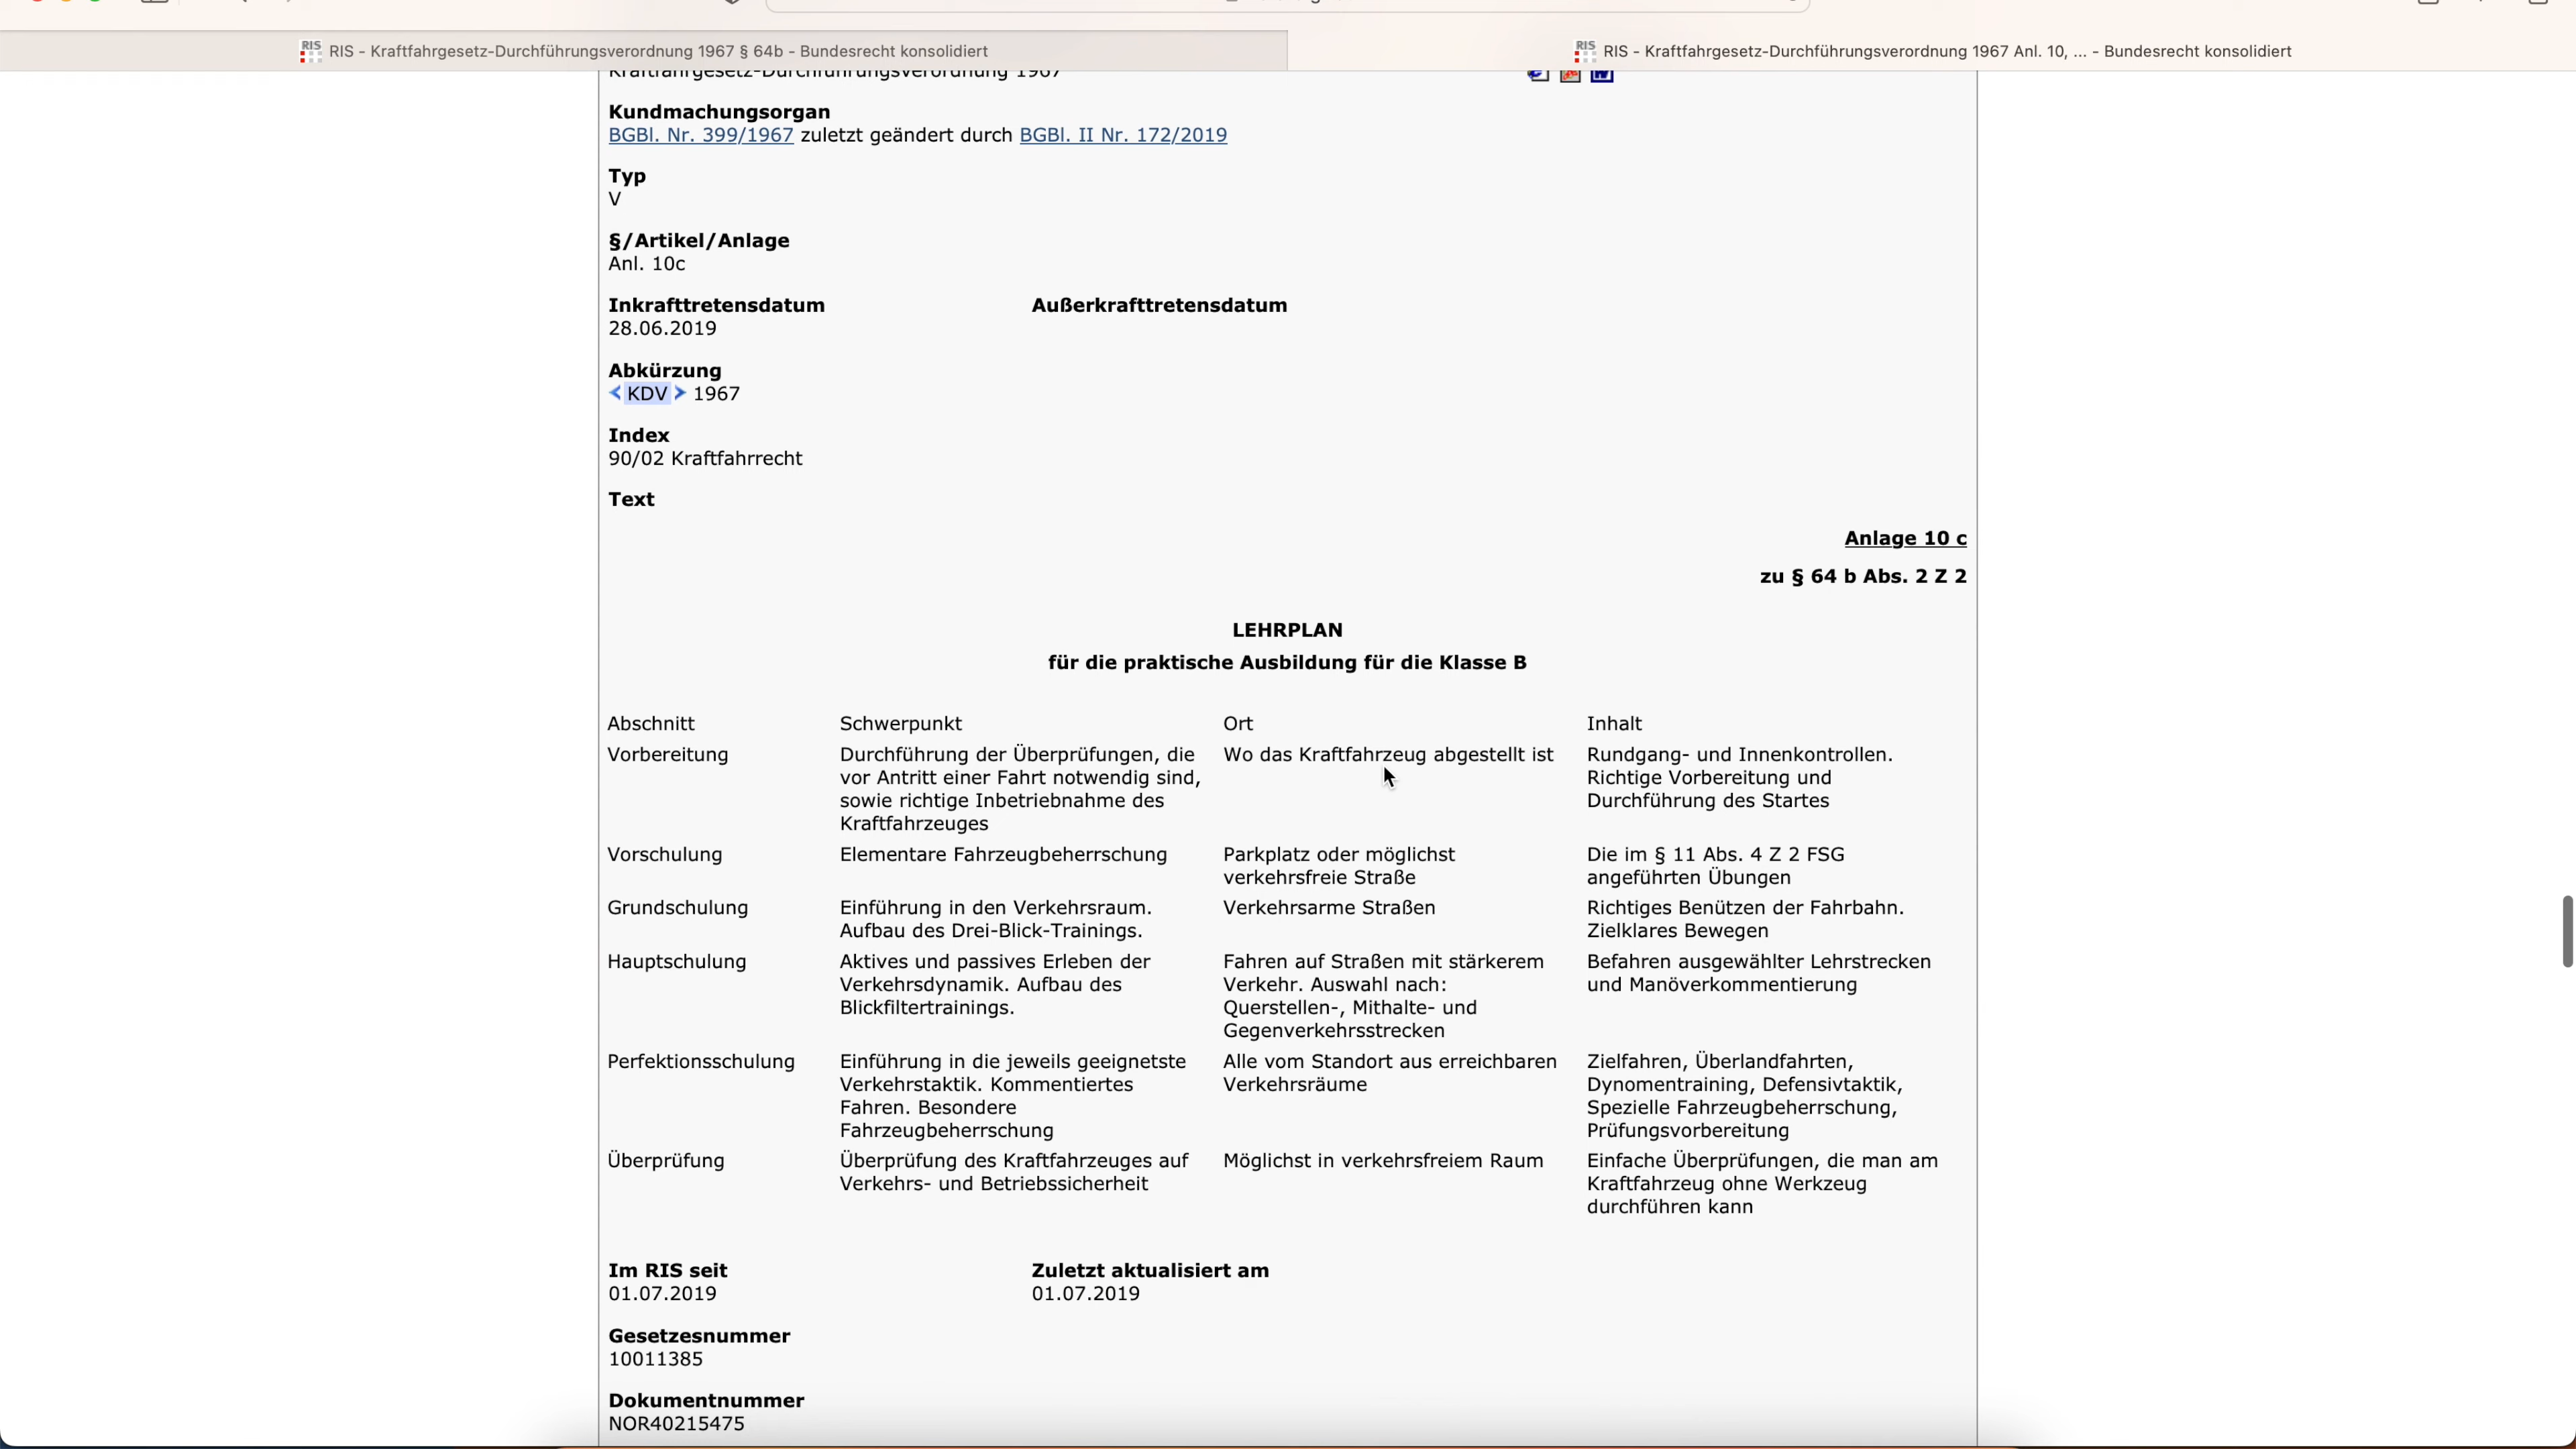 RIS - Kraftfahrgesetz-Durchführungsverordnung 1967 § 64b - Bundesrecht konsolidiert
RIS - Kraftfahrgesetz-Durchführungsverordnung 1967 Anl. 10, ... - Bundesrecht konsolidiert
Kraftfahrgesetz-Durchführungsverordnung 1967
Kundmachungsorgan
BGBl. Nr. 399/1967 zuletzt geändert durch BGBl. II Nr. 172/2019
Typ
V
§/Artikel/Anlage
Anl. 10c
Inkrafttretensdatum Außerkrafttretensdatum
28.06.2019
Abkürzung
< KDV > 1967
Index
90/02 Kraftfahrrecht
Text
Anlage 10 c
zu § 64 b Abs. 2 Z 2
LEHRPLAN
für die praktische Ausbildung für die Klasse B
Abschnitt Schwerpunkt Ort Inhalt
Vorbereitung Durchführung der Überprüfungen, die Wo das Kraftfahrzeug abgestellt ist Rundgang- und Innenkontrollen.
vor Antritt einer Fahrt notwendig sind, Richtige Vorbereitung und
sowie richtige Inbetriebnahme des Durchführung des Startes
Kraftfahrzeuges
Vorschulung Elementare Fahrzeugbeherrschung Parkplatz oder möglichst Die im § 11 Abs. 4 Z 2 FSG
verkehrsfreie Straße angeführten Übungen
Grundschulung Einführung in den Verkehrsraum. Verkehrsarme Straßen Richtiges Benützen der Fahrbahn.
Aufbau des Drei-Blick-Trainings. Zielklares Bewegen
Hauptschulung Aktives und passives Erleben der Fahren auf Straßen mit stärkerem Befahren ausgewählter Lehrstrecken
Verkehrsdynamik. Aufbau des Verkehr. Auswahl nach: und Manöverkommentierung
Blickfiltertrainings. Querstellen-, Mithalte- und
Gegenverkehrsstrecken
Perfektionsschulung Einführung in die jeweils geeignetste Alle vom Standort aus erreichbaren Zielfahren, Überlandfahrten,
Verkehrstaktik. Kommentiertes Verkehrsräume Dynomentraining, Defensivtaktik,
Fahren. Besondere Spezielle Fahrzeugbeherrschung,
Fahrzeugbeherrschung Prüfungsvorbereitung
Überprüfung Überprüfung des Kraftfahrzeuges auf Möglichst in verkehrsfreiem Raum Einfache Überprüfungen, die man am
Verkehrs- und Betriebssicherheit Kraftfahrzeug ohne Werkzeug
durchführen kann
Im RIS seit Zuletzt aktualisiert am
01.07.2019 01.07.2019
Gesetzesnummer
10011385
Dokumentnummer
NOR40215475